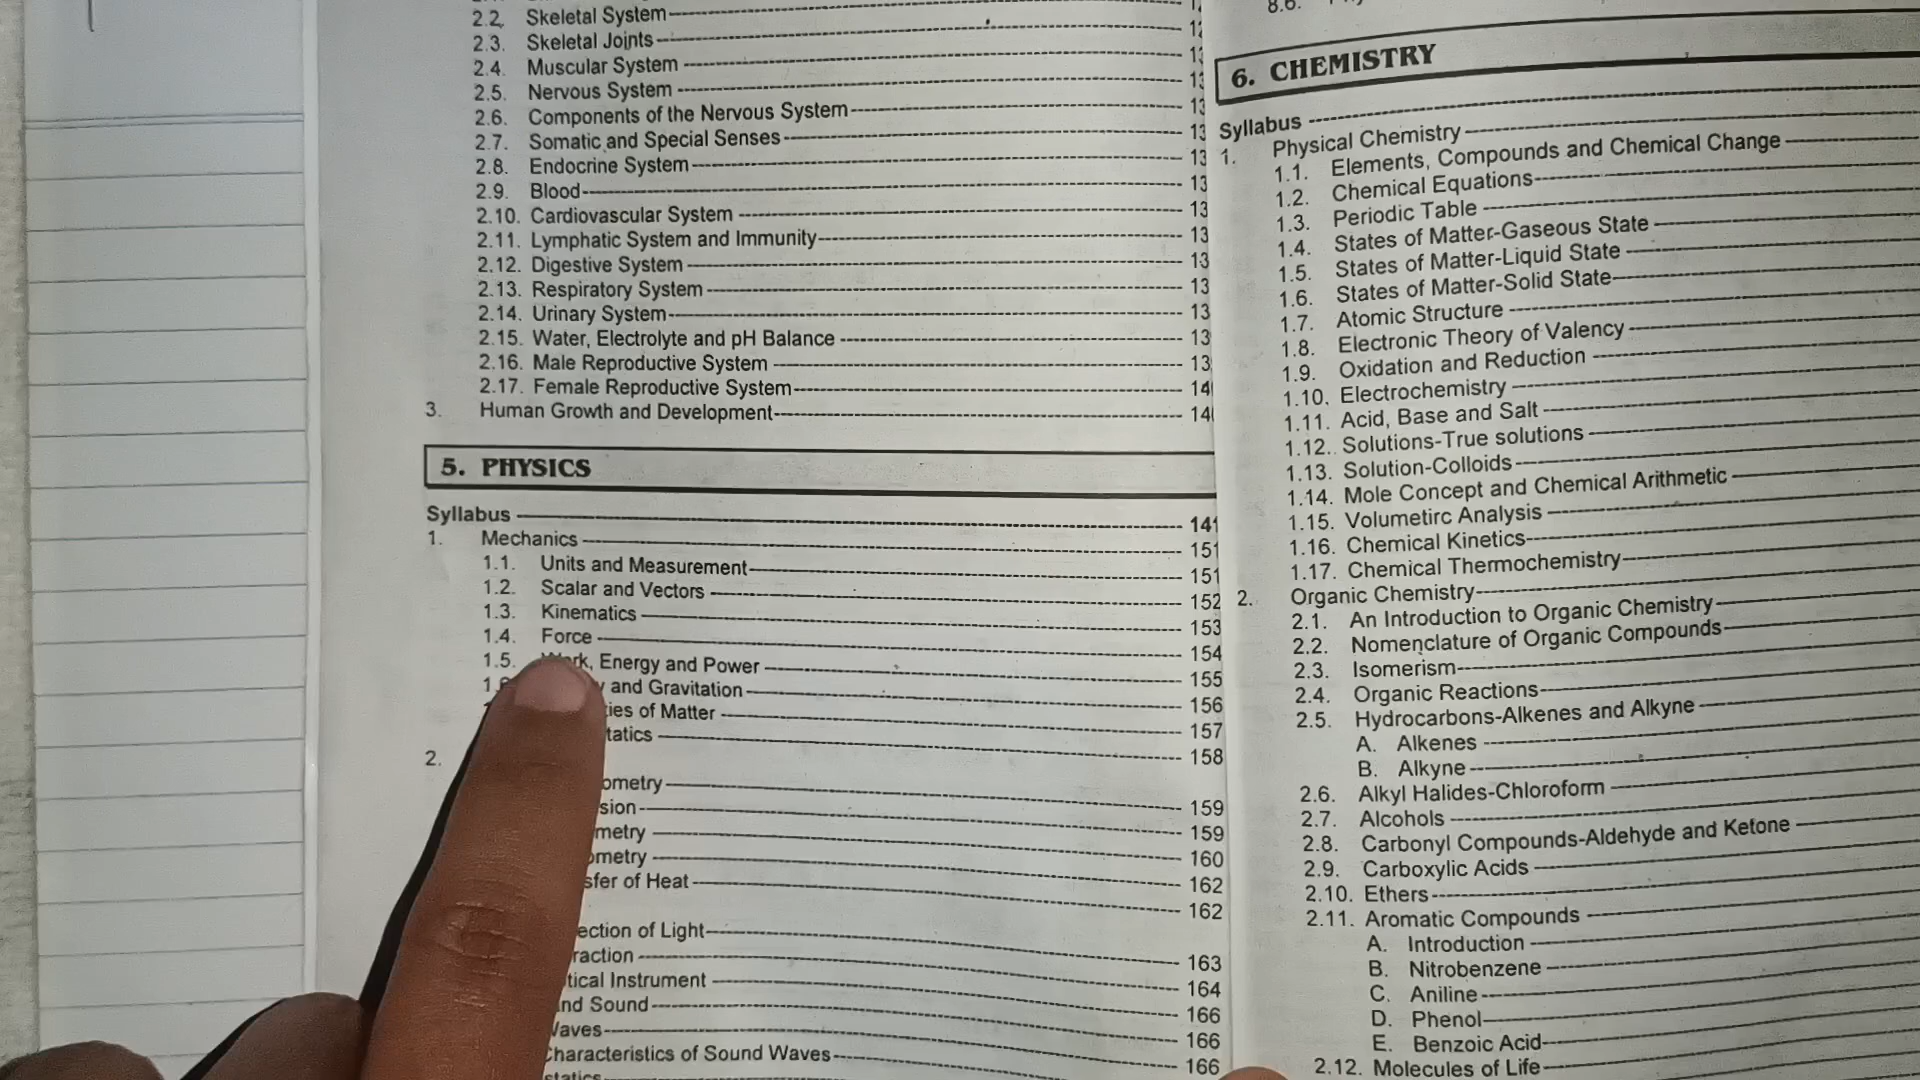 2.2. Skeletal System
2.3. Skeletal Joints
2.4. Muscular System
2.5. Nervous System
2.6. Components of the Nervous System
2.7. Somatic and Special Senses
2.8. Endocrine System
2.9. Blood
2.10. Cardiovascular System
2.11. Lymphatic System and Immunity
2.12. Digestive System
2.13. Respiratory System
2.14. Urinary System
2.15. Water, Electrolyte and pH Balance
2.16. Male Reproductive System
2.17. Female Reproductive System
3. Human Growth and Development
5. PHYSICS
Syllabus 141
1. Mechanics 151
1.1. Units and Measurement 151
1.2. Scalar and Vectors 152
1.3. Kinematics 153
1.4. Force 154
1.5. Work, Energy and Power 155
and Gravitation 156
of Matter 157
158
2.
159
159
160
162
of Heat 162
of Light 163
164
Instrument 166
Sound 166
Characteristics of Sound Waves 166
8.6.
6. CHEMISTRY
Syllabus
1. Physical Chemistry
1.1. Elements, Compounds and Chemical Change
1.2. Chemical Equations
1.3. Periodic Table
1.4. States of Matter-Gaseous State
1.5. States of Matter-Liquid State
1.6. States of Matter-Solid State
1.7. Atomic Structure
1.8. Electronic Theory of Valency
1.9. Oxidation and Reduction
1.10. Electrochemistry
1.11. Acid, Base and Salt
1.12. Solutions-True solutions
1.13. Solution-Colloids
1.14. Mole Concept and Chemical Arithmetic
1.15. Volumetirc Analysis
1.16. Chemical Kinetics
1.17. Chemical Thermochemistry
2. Organic Chemistry
2.1. An Introduction to Organic Chemistry
2.2. Nomenclature of Organic Compounds
2.3. Isomerism
2.4. Organic Reactions
2.5. Hydrocarbons-Alkenes and Alkyne
A. Alkenes
B. Alkyne
2.6. Alkyl Halides-Chloroform
2.7. Alcohols
2.8. Carbonyl Compounds-Aldehyde and Ketone
2.9. Carboxylic Acids
2.10. Ethers
2.11. Aromatic Compounds
A. Introduction
B. Nitrobenzene
C. Aniline
D. Phenol
E. Benzoic Acid
2.12. Molecules of Life